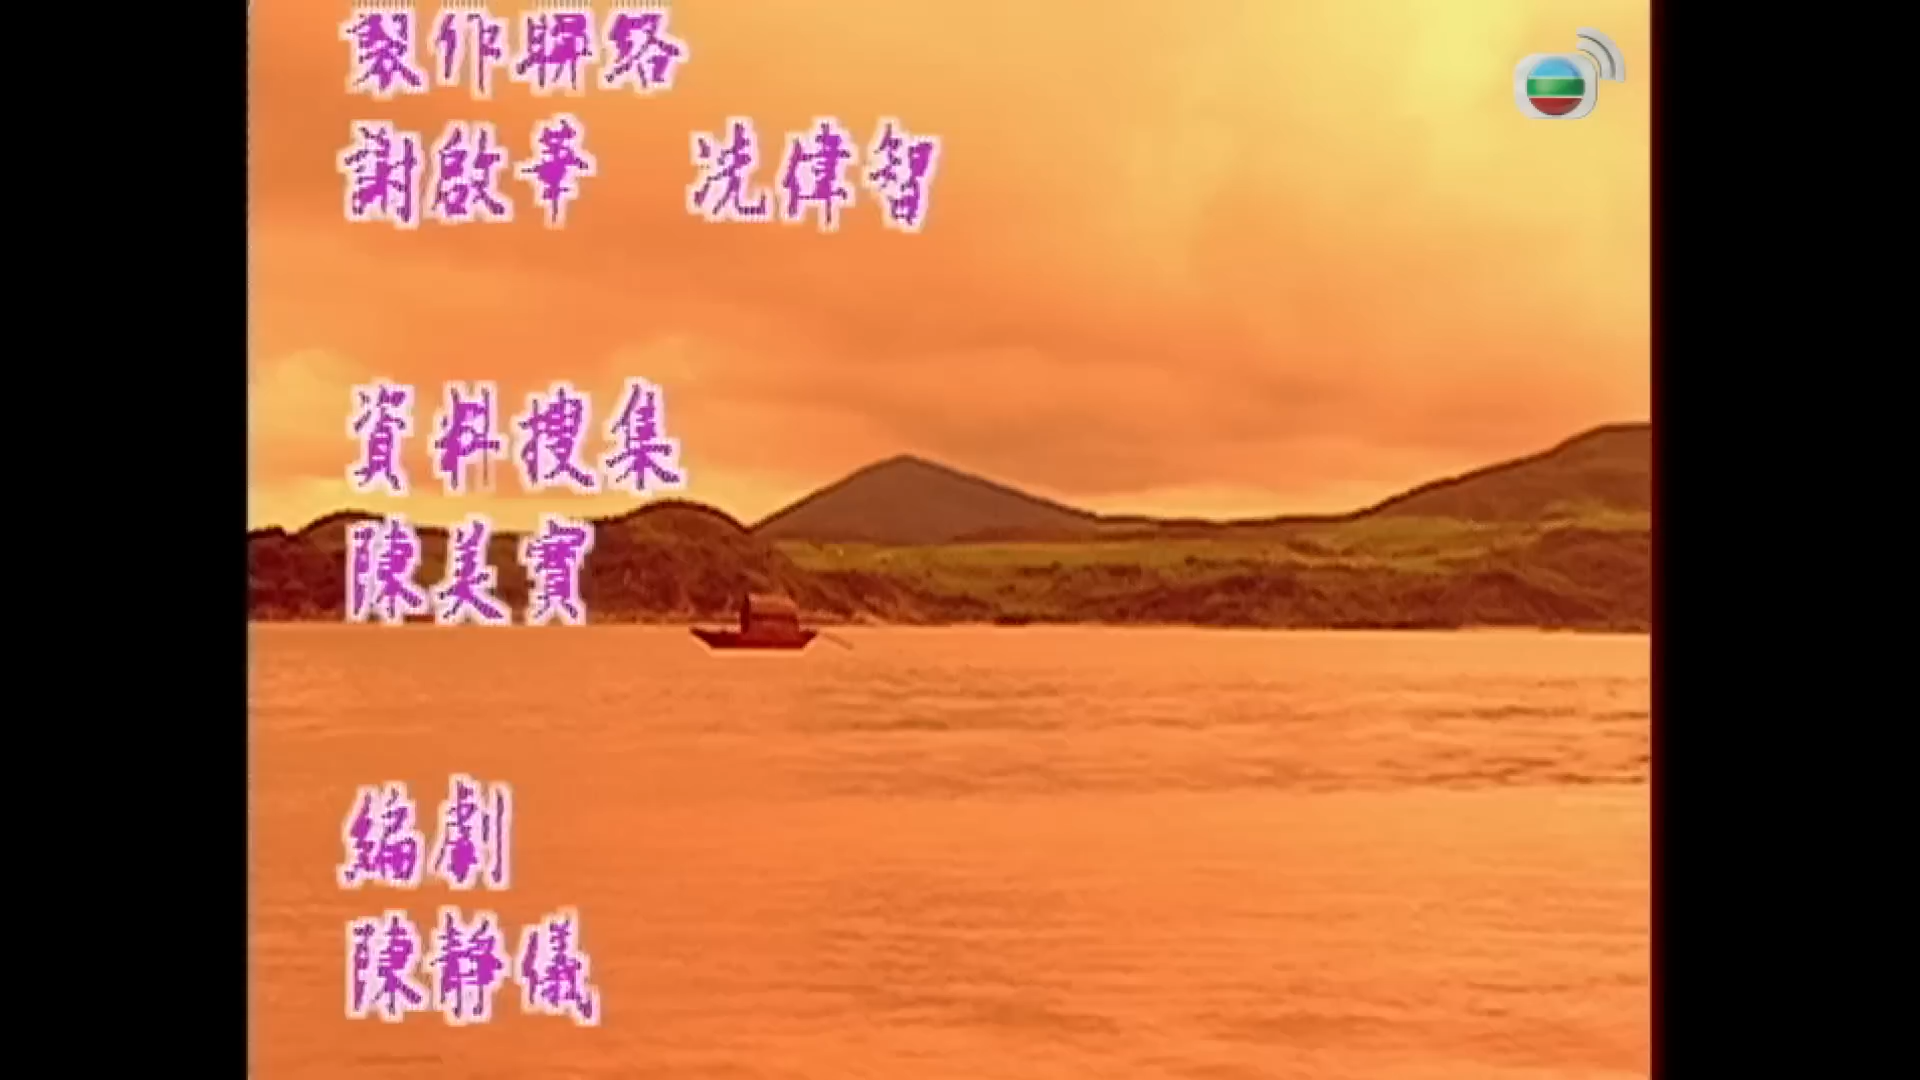 製作聯絡
謝啟華 冼偉智
資料搜集
陳美實
編劇
陳靜儀